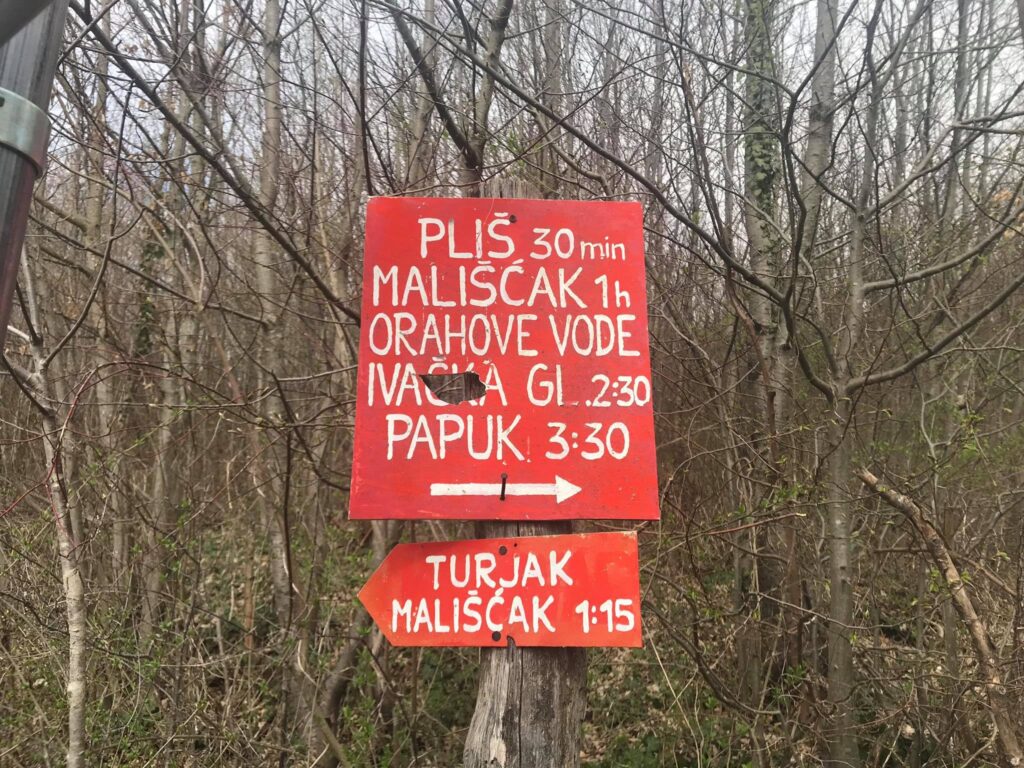 PLIŠ 30 min
MALIŠĆAK 1h
ORAHOVE VODE
IVAČKA GL. 2:30
PAPUK 3:30
TURJAK
MALIŠĆAK 1:15